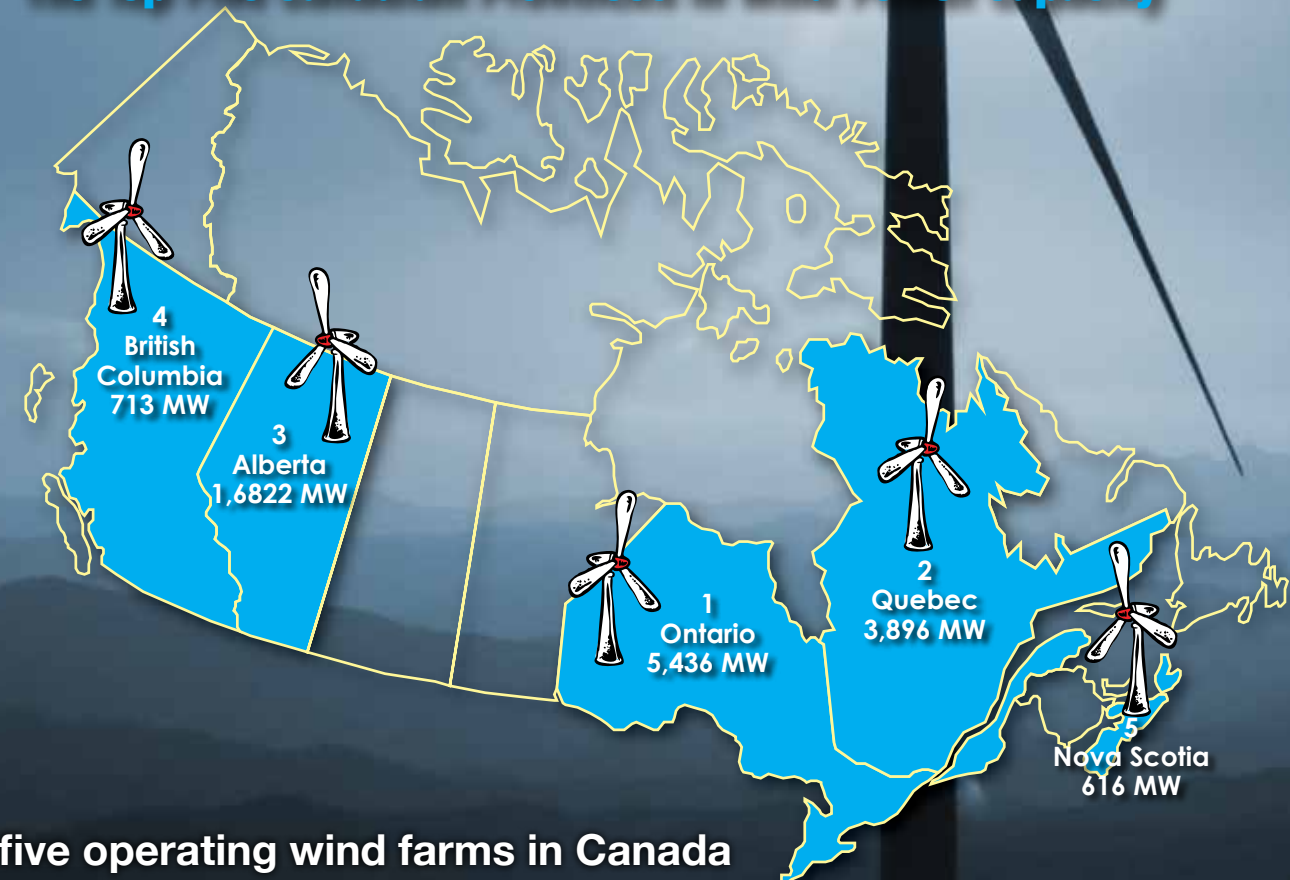 4
British
Columbia
713 MW
3
Alberta
1,6822 MW
1
Ontario
5,436 MW
2
Quebec
3,896 MW
5
Nova Scotia
616 MW
five operating wind farms in Canada